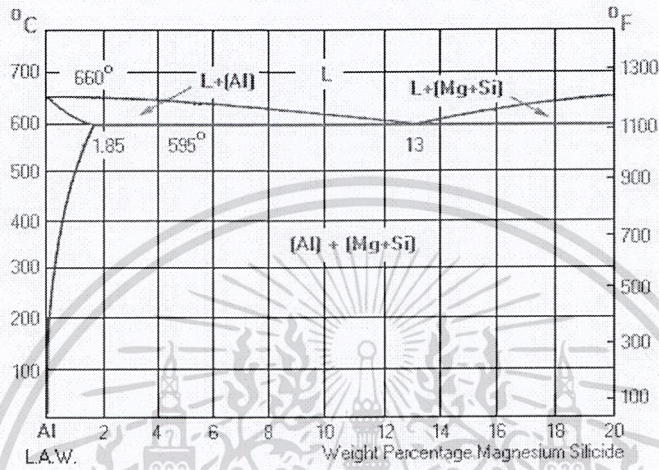 °C °F
700 660° L+(Al) L L+(Mg+Si) 1300
600 1100
1.85 595° 13
500 900
400
(Al) + (Mg+Si) 700
300
500
200
300
100
100
Al 2 4 6 8 10 12 14 16 18 20
L.A.W. Weight Percentage Magnesium Silicide